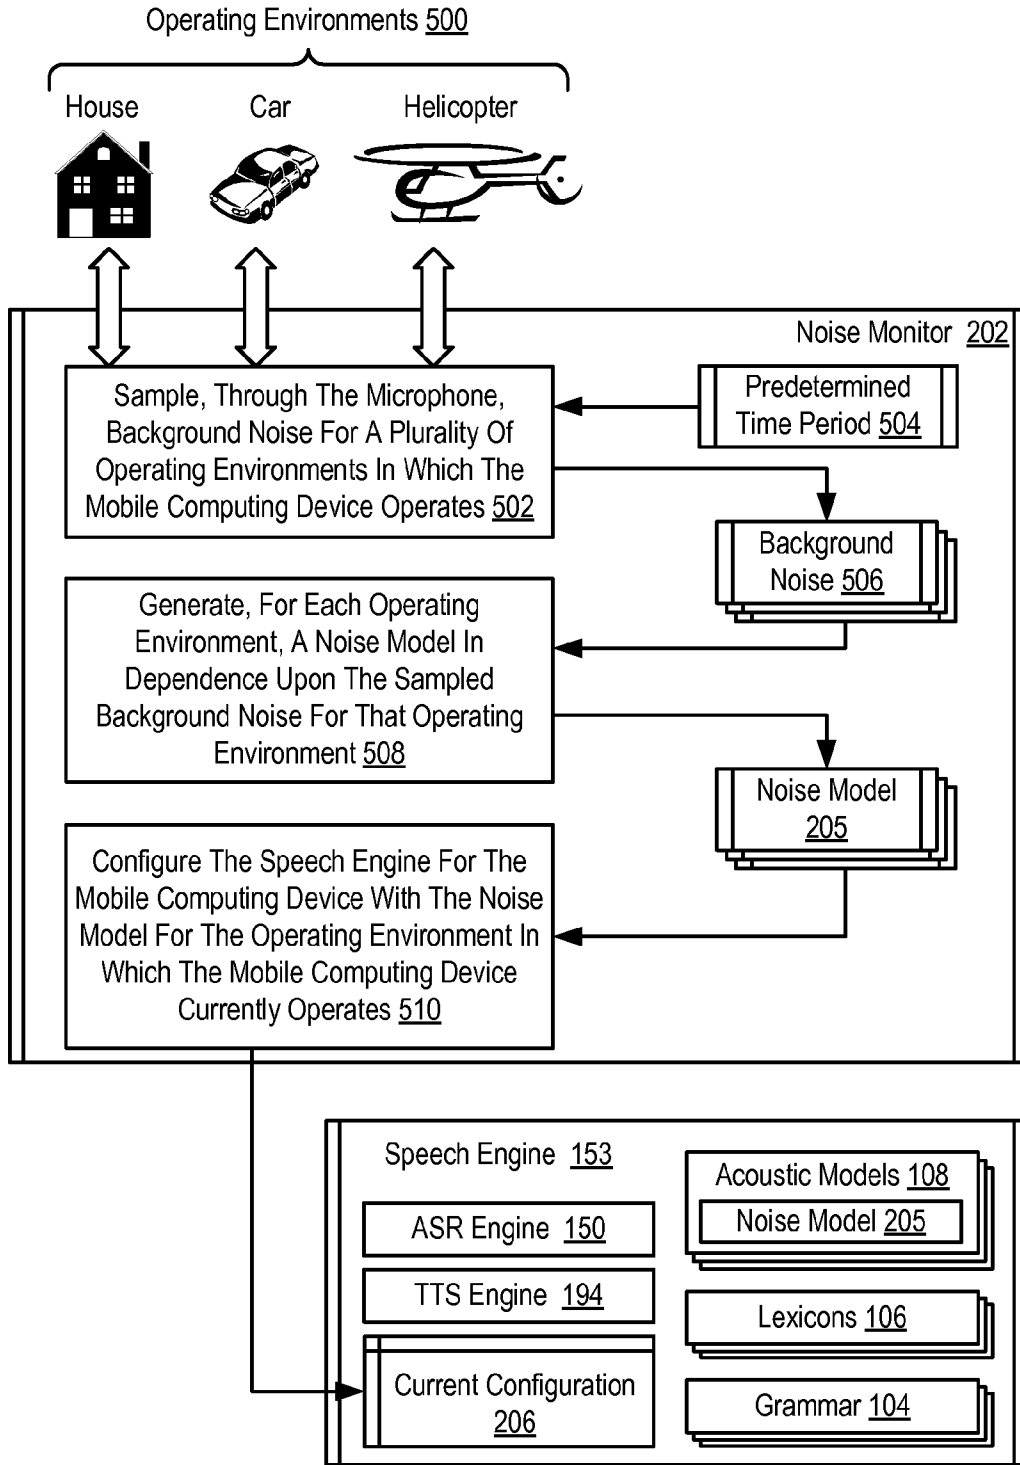 Operating Environments 500
House
Car
Helicopter
Noise Monitor 202
Sample, Through The Microphone,
Background Noise For A Plurality Of
Operating Environments In Which The
Mobile Computing Device Operates 502
Predetermined
Time Period 504
Background
Noise 506
Generate, For Each Operating
Environment, A Noise Model In
Dependence Upon The Sampled
Background Noise For That Operating
Environment 508
Noise Model
205
Configure The Speech Engine For The
Mobile Computing Device With The Noise
Model For The Operating Environment In
Which The Mobile Computing Device
Currently Operates 510
Speech Engine 153
ASR Engine 150
TTS Engine 194
Current Configuration
206
Acoustic Models 108
Noise Model 205
Lexicons 106
Grammar 104